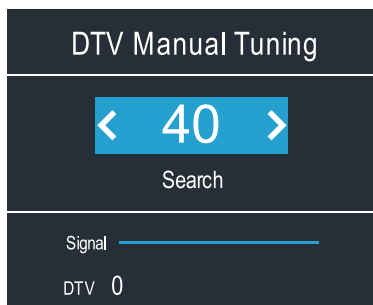 DTV Manual Tuning
< 40 >
Search
Signal
DTV 0